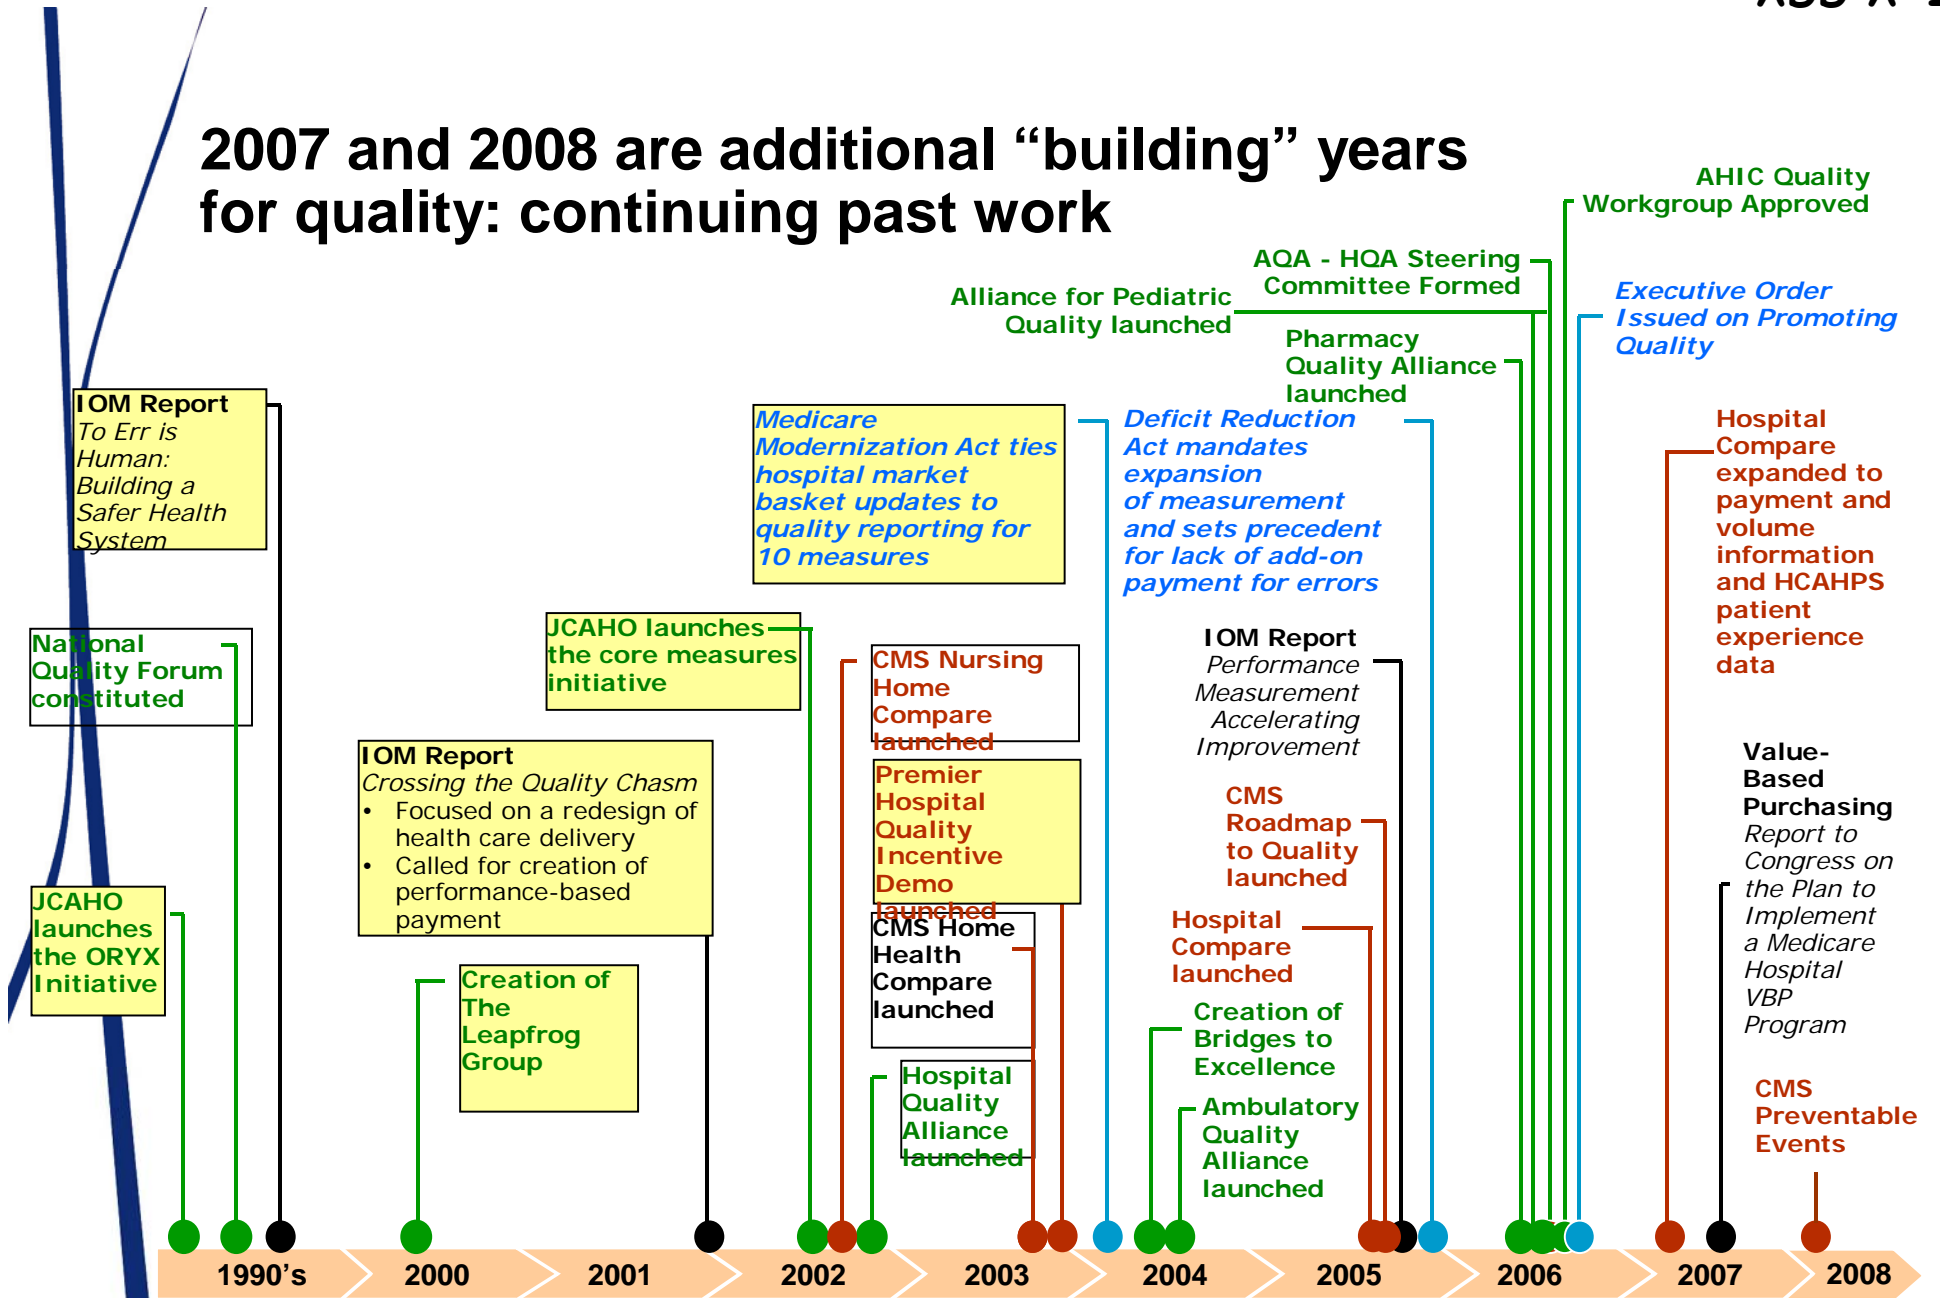 2007 and 2008 are additional “building” years
for quality: continuing past work
AHIC Quality
Workgroup Approved
AQA - HQA Steering
Committee Formed
Alliance for Pediatric
Quality launched
Executive Order
Issued on Promoting
Quality
Pharmacy
Quality Alliance
launched
IOM Report
To Err is
Human:
Building a
Safer Health
System
Medicare
Modernization Act ties
hospital market
basket updates to
quality reporting for
10 measures
Deficit Reduction
Act mandates
expansion
of measurement
and sets precedent
for lack of add-on
payment for errors
Hospital
Compare
expanded to
payment and
volume
information
and HCAHPS
patient
experience
data
National
Quality Forum
constituted
JCAHO launches
the core measures
initiative
CMS Nursing
Home
Compare
launched
IOM Report
Performance
Measurement
Accelerating
Improvement
IOM Report
Crossing the Quality Chasm
• Focused on a redesign of
health care delivery
• Called for creation of
performance-based
payment
Premier
Hospital
Quality
Incentive
Demo
launched
CMS
Roadmap
to Quality
launched
Value-
Based
Purchasing
Report to
Congress on
the Plan to
Implement
a Medicare
Hospital
VBP
Program
JCAHO
launches
the ORYX
Initiative
CMS Home
Health
Compare
launched
Hospital
Compare
launched
Creation of
The
Leapfrog
Group
Creation of
Bridges to
Excellence
Hospital
Quality
Alliance
launched
Ambulatory
Quality
Alliance
launched
CMS
Preventable
Events
1990’s
2000
2001
2002
2003
2004
2005
2006
2007
2008